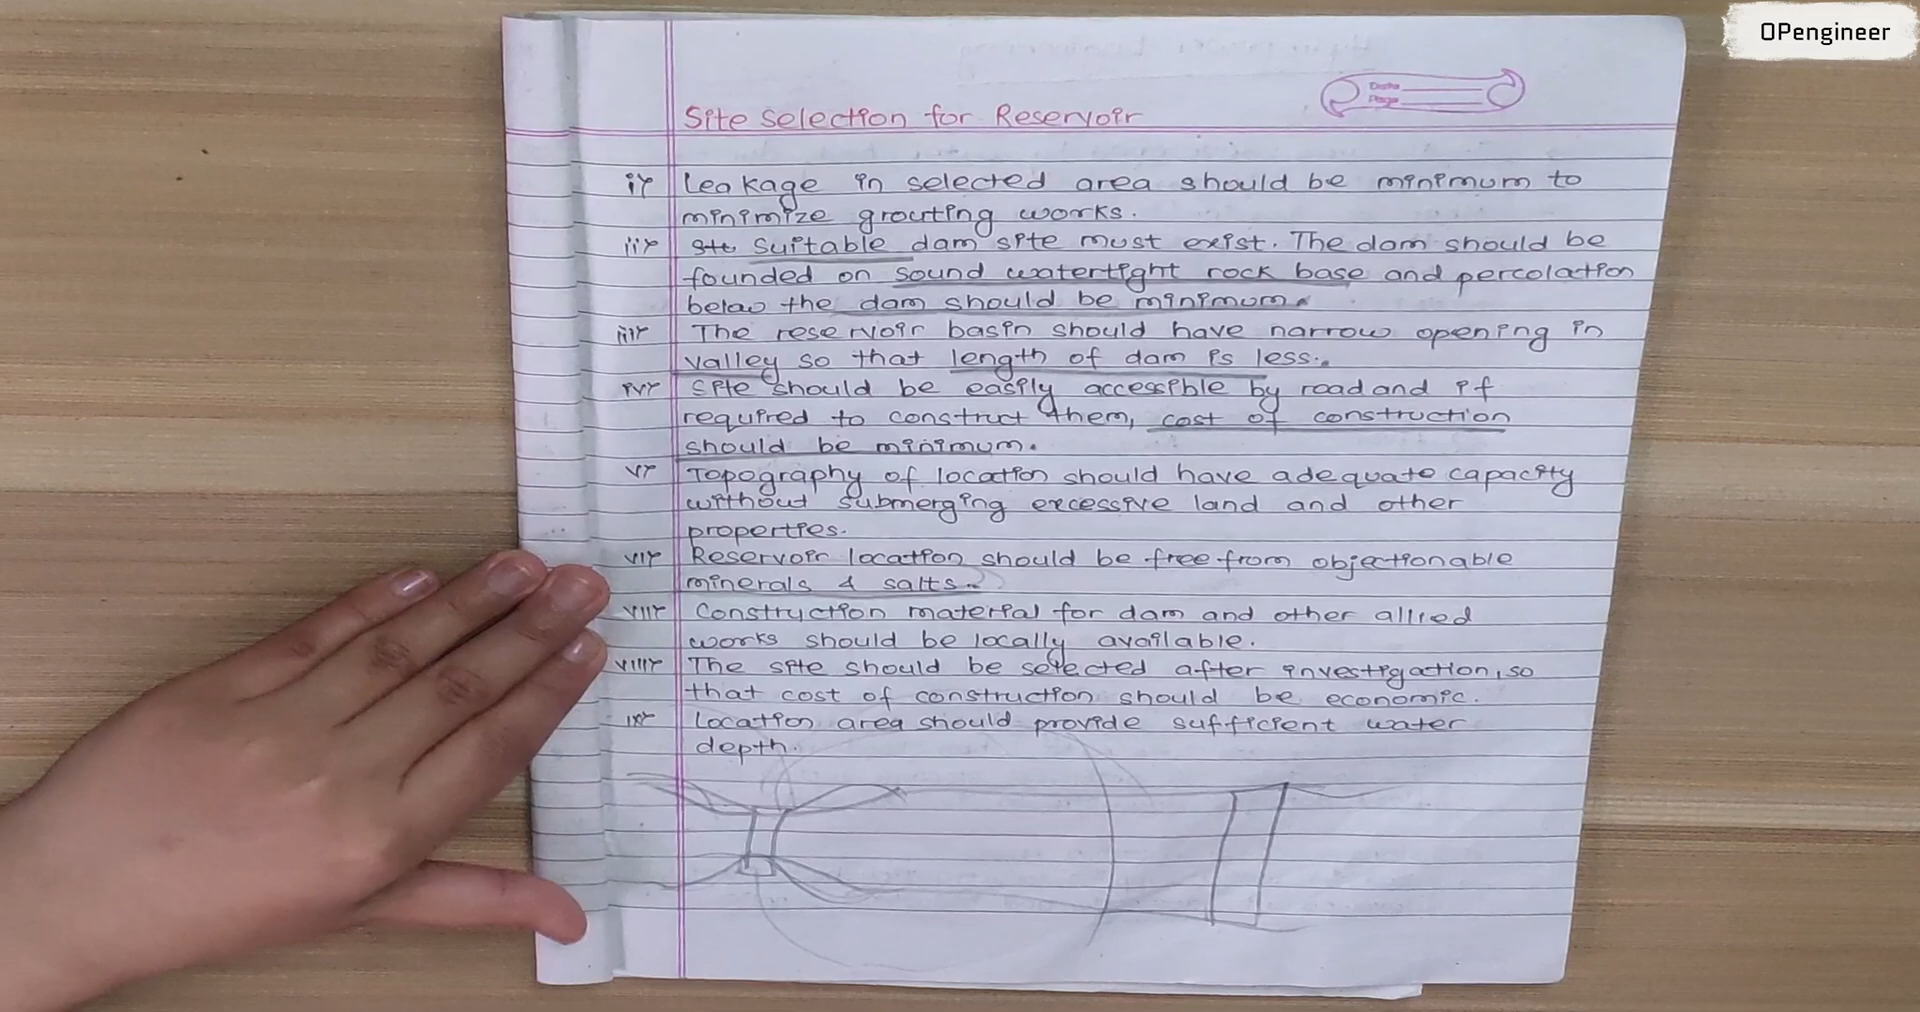 OPengineer
Date
Page
Site selection for Reservoir
i) Leakage in selected area should be minimum to
minimize grouting works.
ii) suitable dam site must exist. The dam should be
founded on sound watertight rock base and percolation
below the dam should be minimum.
iii) The reservoir basin should have narrow opening in
valley so that length of dam is less.
iv) Site should be easily accessible by road and if
required to construct them, cost of construction
should be minimum.
v) Topography of location should have adequate capacity
without submerging excessive land and other
properties.
vi) Reservoir location should be free from objectionable
minerals & salts.
vii) Construction material for dam and other allied
works should be locally available.
viii) The site should be selected after investigation, so
that cost of construction should be economic.
ix) location area should provide sufficient water
depth.